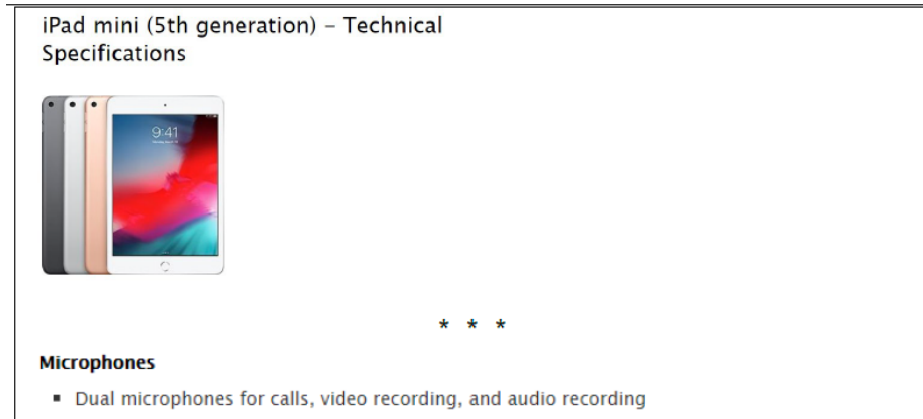 iPad mini (5th generation) – Technical
Specifications
9:41
* * *
Microphones
▪ Dual microphones for calls, video recording, and audio recording